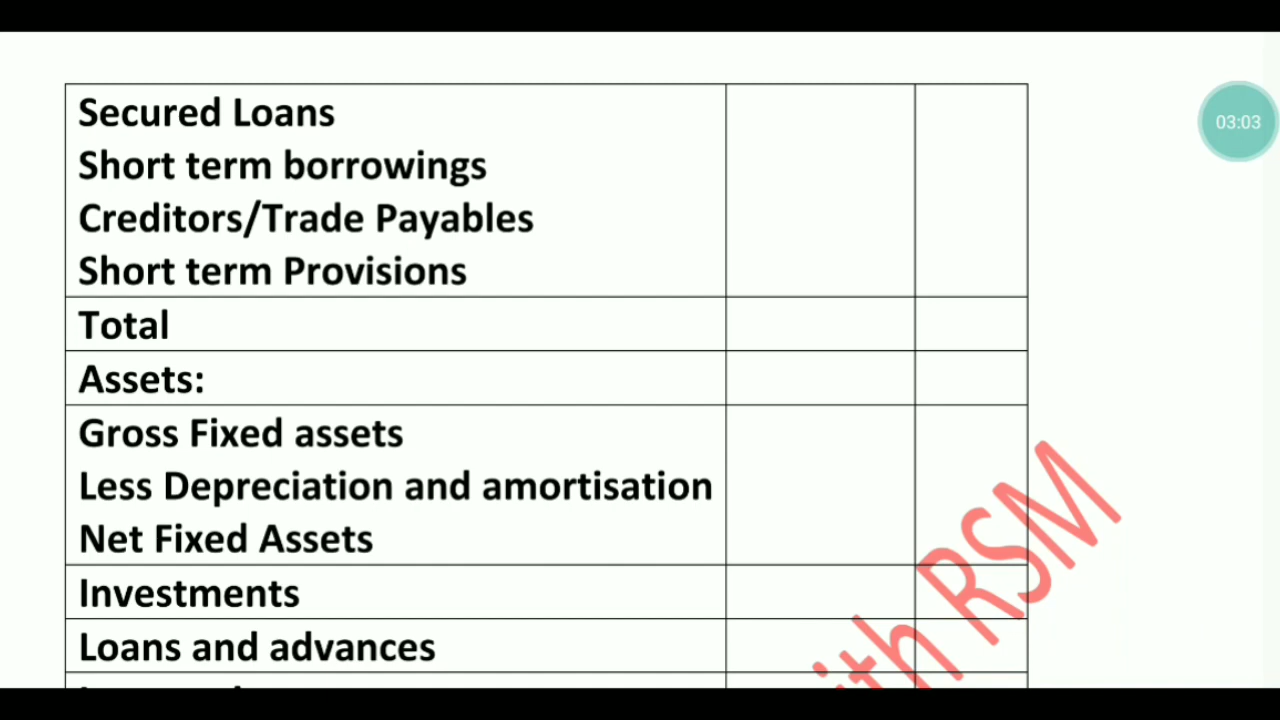 Secured Loans
03:03
Short term borrowings
Creditors/Trade Payables
Short term Provisions
Total
Assets:
Gross Fixed assets
Less Depreciation and amortisation
Net Fixed Assets
Investments
Loans and advances
ith RSM